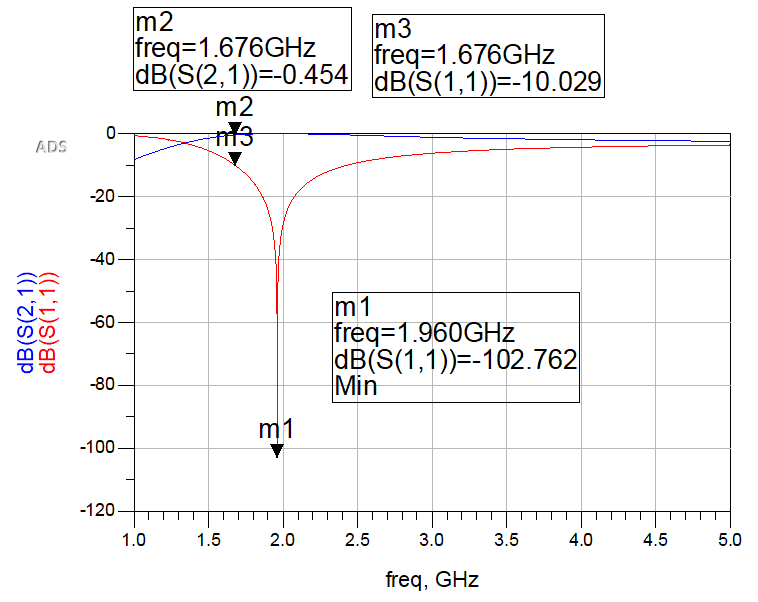 m2
freq=1.676GHz
dB(S(2,1))=-0.454
m3
freq=1.676GHz
dB(S(1,1))=-10.029
m2
m3
ADS
0
-20
-40
-60
-80
-100
-120
dB(S(2,1))
dB(S(1,1))
m1
freq=1.960GHz
dB(S(1,1))=-102.762
Min
m1
1.0 1.5 2.0 2.5 3.0 3.5 4.0 4.5 5.0
freq, GHz